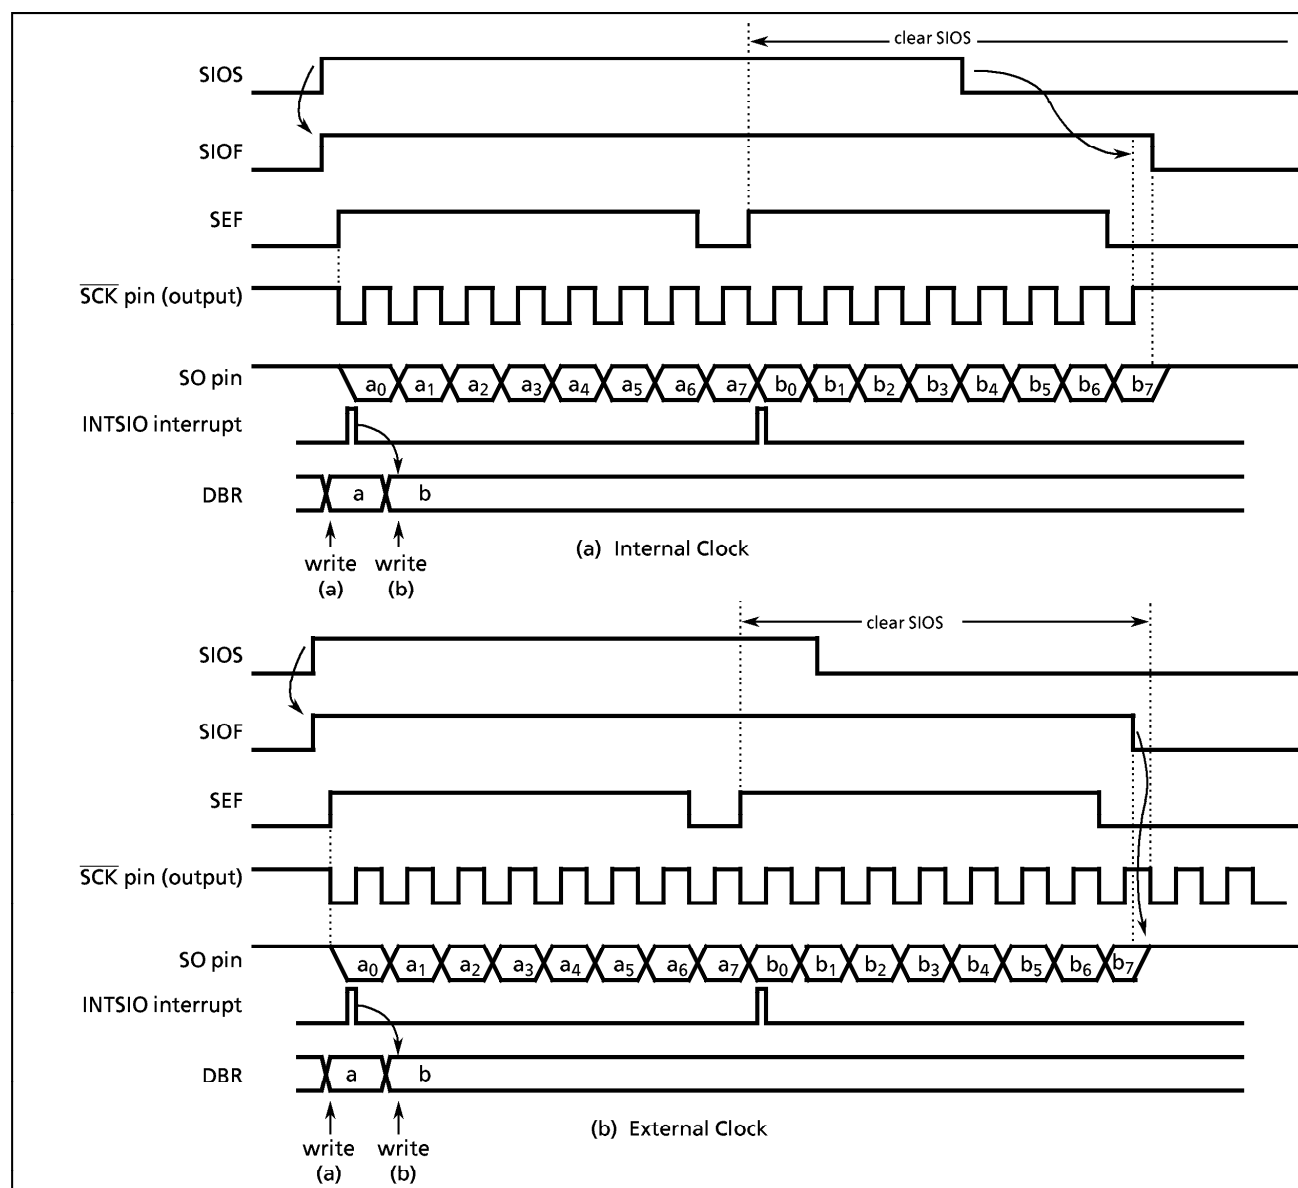 clear SIOS
SIOS
SIOF
SEF
SCK pin (output)
SO pin a0 a1 a2 a3 a4 a5 a6 a7 b0 b1 b2 b3 b4 b5 b6 b7
INTSIO interrupt
DBR a b
write (a) write (b)
(a) Internal Clock
clear SIOS
SIOS
SIOF
SEF
SCK pin (output)
SO pin a0 a1 a2 a3 a4 a5 a6 a7 b0 b1 b2 b3 b4 b5 b6 b7
INTSIO interrupt
DBR a b
write (a) write (b)
(b) External Clock